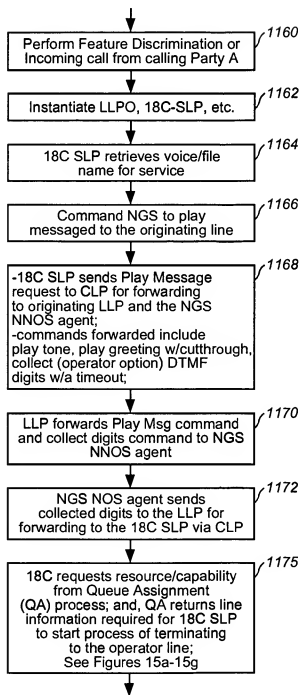 1160
Perform Feature Discrimination or
Incoming call from calling Party A
1162
Instantiate LLPO, 18C-SLP, etc.
1164
18C SLP retrieves voice/file
name for service
1166
Command NGS to play
messaged to the originating line
1168
-18C SLP sends Play Message
request to CLP for forwarding
to originating LLP and the NGS
NNOS agent;
-commands forwarded include
play tone, play greeting w/cutthrough,
collect (operator option) DTMF
digits w/a timeout;
1170
LLP forwards Play Msg command
and collect digits command to NGS
NNOS agent
1172
NGS NOS agent sends
collected digits to the LLP for
forwarding to the 18C SLP via CLP
1175
18C requests resource/capability
from Queue Assignment
(QA) process; and, QA returns line
information required for 18C SLP
to start process of terminating
to the operator line;
See Figures 15a-15g